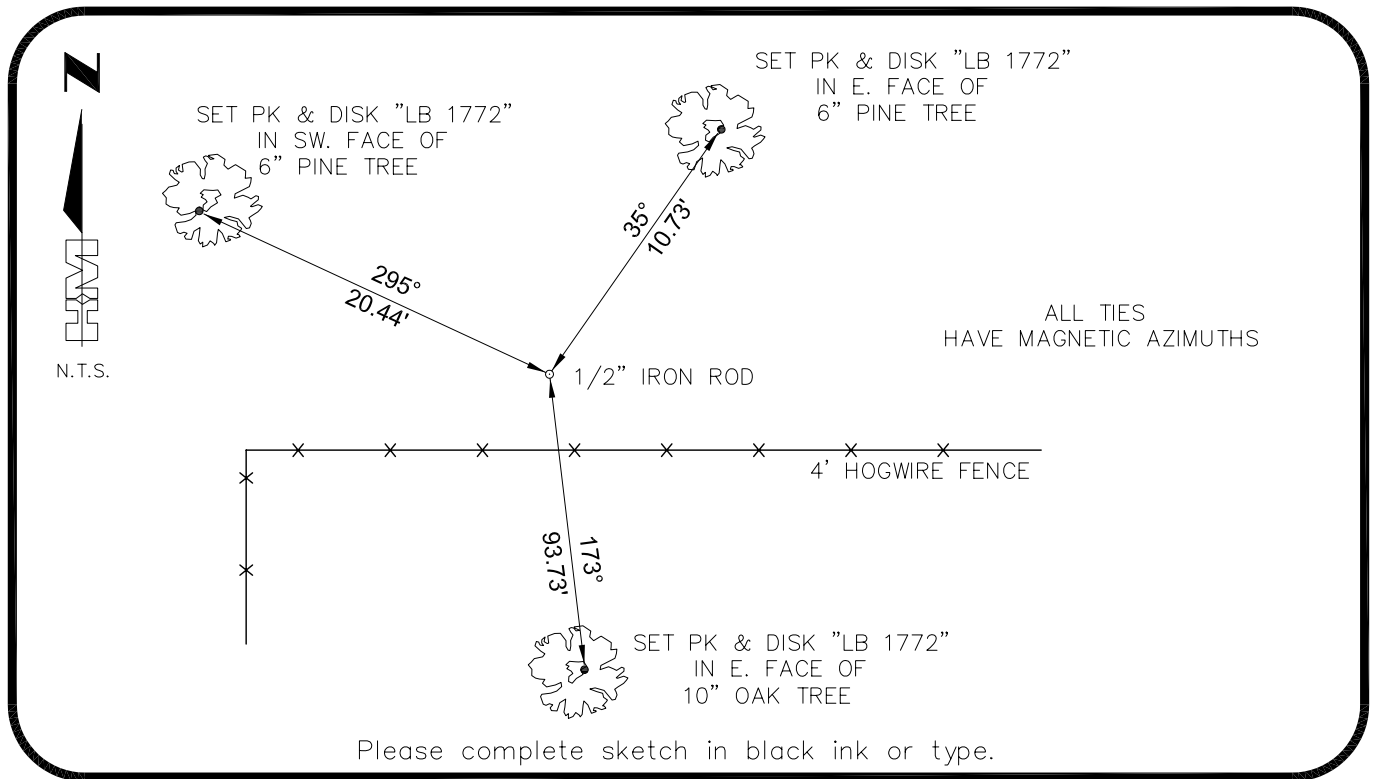 N
SET PK & DISK "LB 1772"
IN E. FACE OF
6" PINE TREE
SET PK & DISK "LB 1772"
IN SW. FACE OF
6" PINE TREE
35°
10.73'
295°
20.44'
ALL TIES
HAVE MAGNETIC AZIMUTHS
N.T.S.
1/2" IRON ROD
4' HOGWIRE FENCE
173°
93.73'
SET PK & DISK "LB 1772"
IN E. FACE OF
10" OAK TREE
Please complete sketch in black ink or type.